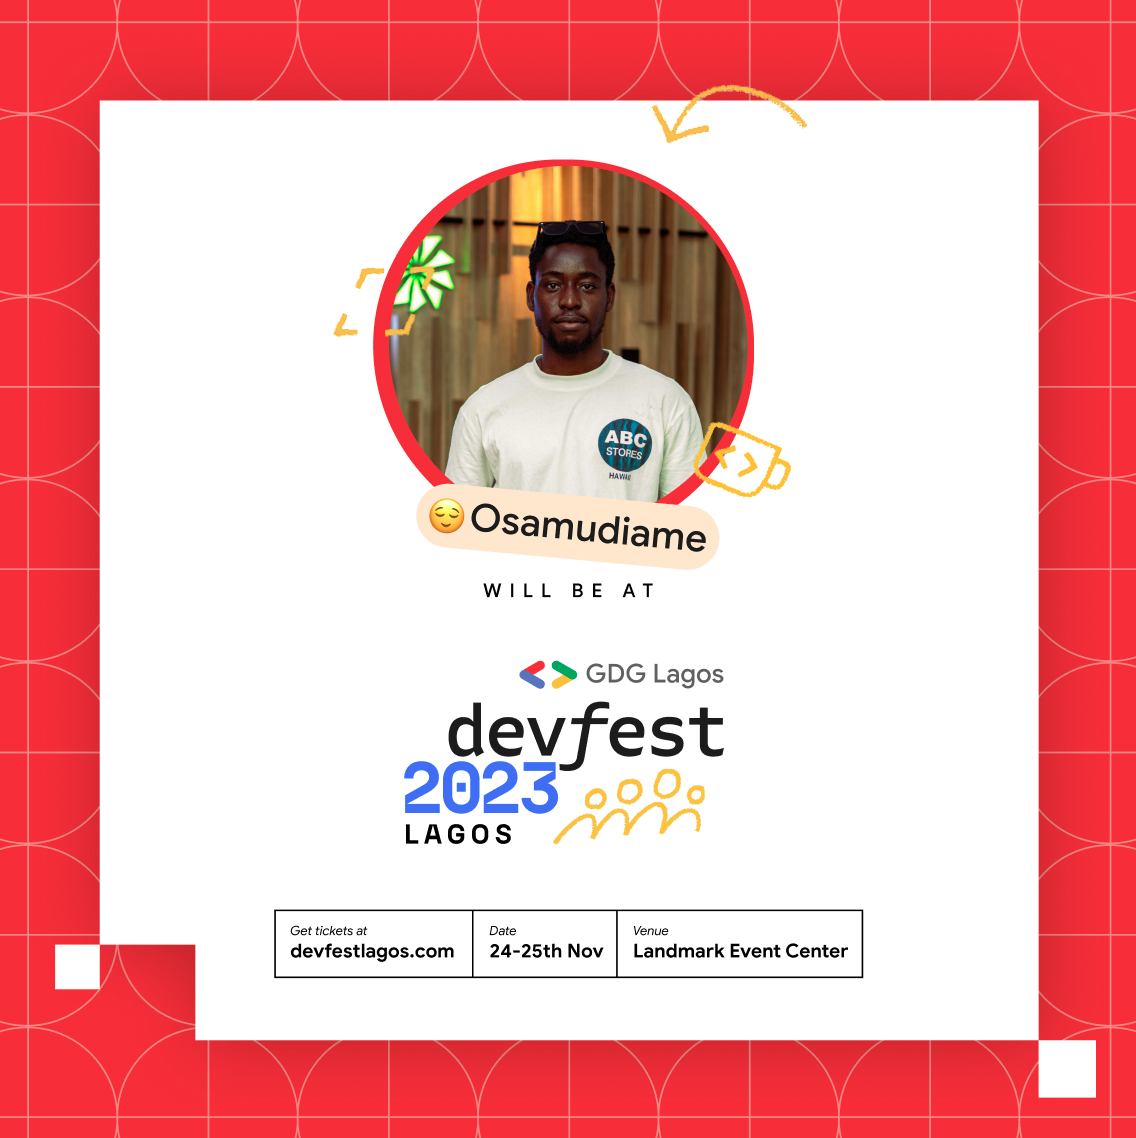 ABC
STORES
HAWAII
😌 Osamudiame
WILL BE AT
GDG Lagos
devfest
2023
LAGOS
Get tickets at
devfestlagos.com
Date
24-25th Nov
Venue
Landmark Event Center